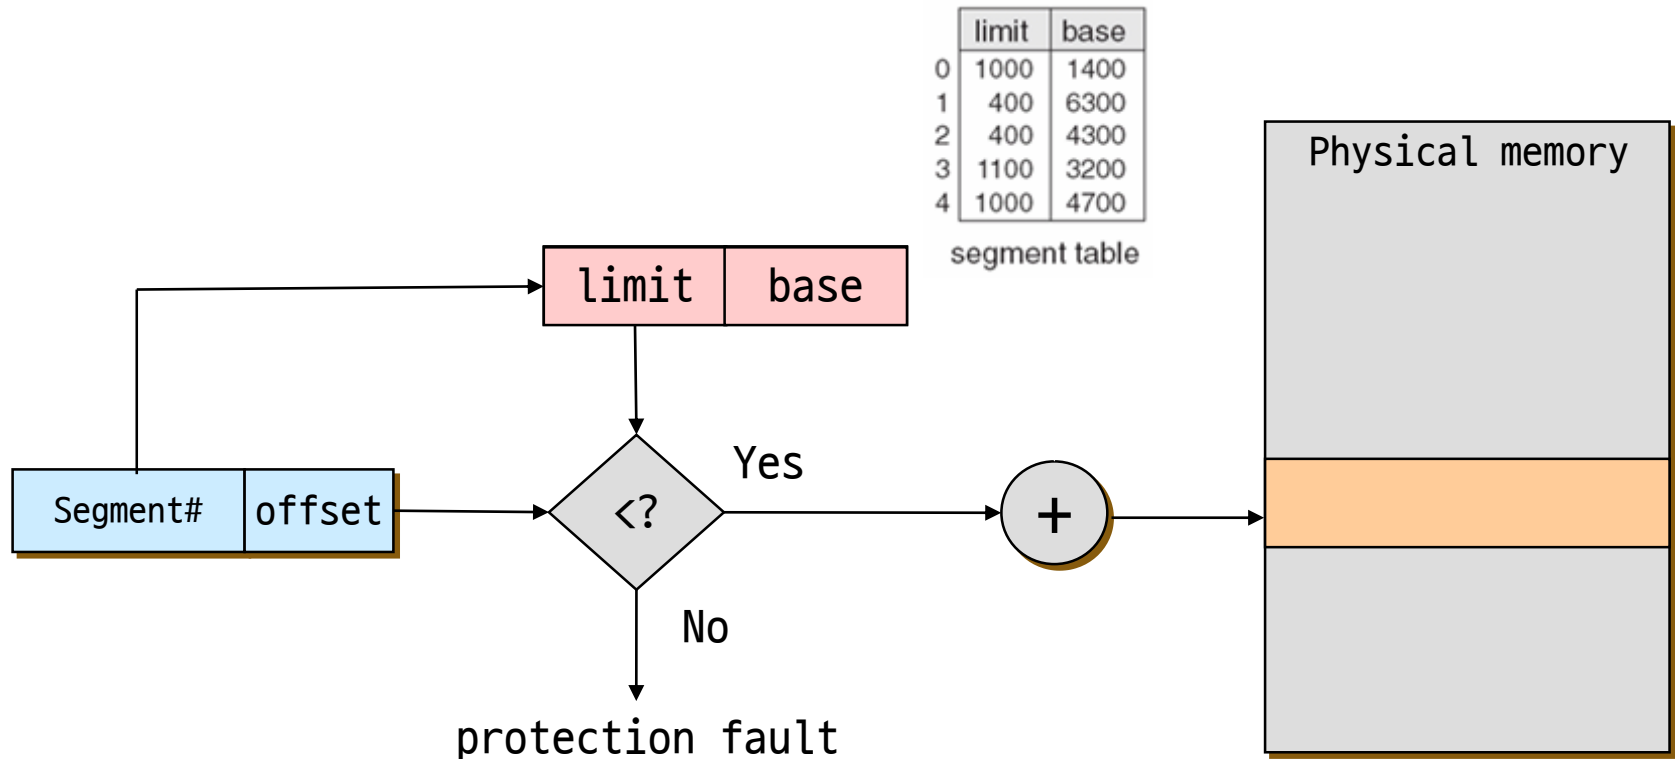 limit base
0 1000 1400
1 400 6300
2 400 4300
3 1100 3200
4 1000 4700
segment table
Physical memory
limit base
Segment# offset
<?
Yes
+
No
protection fault